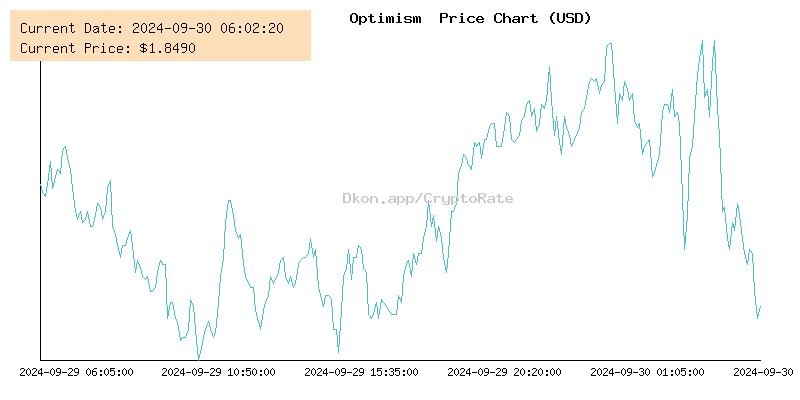 Optimism  Price Chart (USD)
Current Date: 2024-09-30 06:02:20
Current Price: $1.8490
Dkon.app/CryptoRate
2024-09-29 06:05:00 2024-09-29 10:50:00 2024-09-29 15:35:00 2024-09-29 20:20:00 2024-09-30 01:05:00 2024-09-30